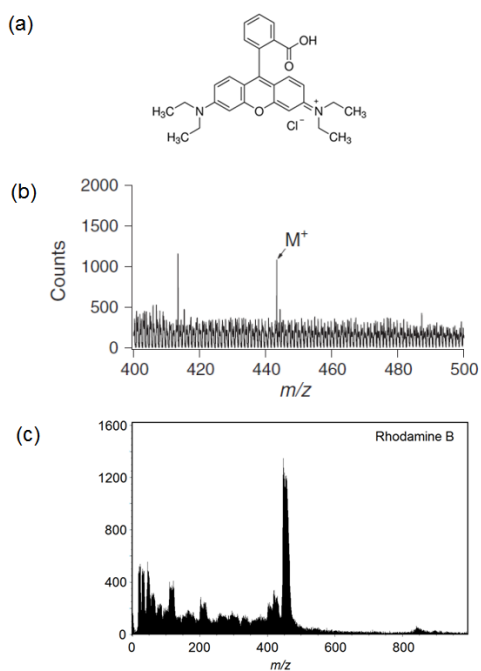 (a)
OH
O
H₃C
N
O
N⁺
CH₃
Cl⁻
H₃C
CH₃
(b)
2000
1500
1000
500
0
Counts
M⁺
400
420
440
460
480
500
m/z
(c)
Rhodamine B
1600
1200
800
400
0
0
200
400
600
800
m/z